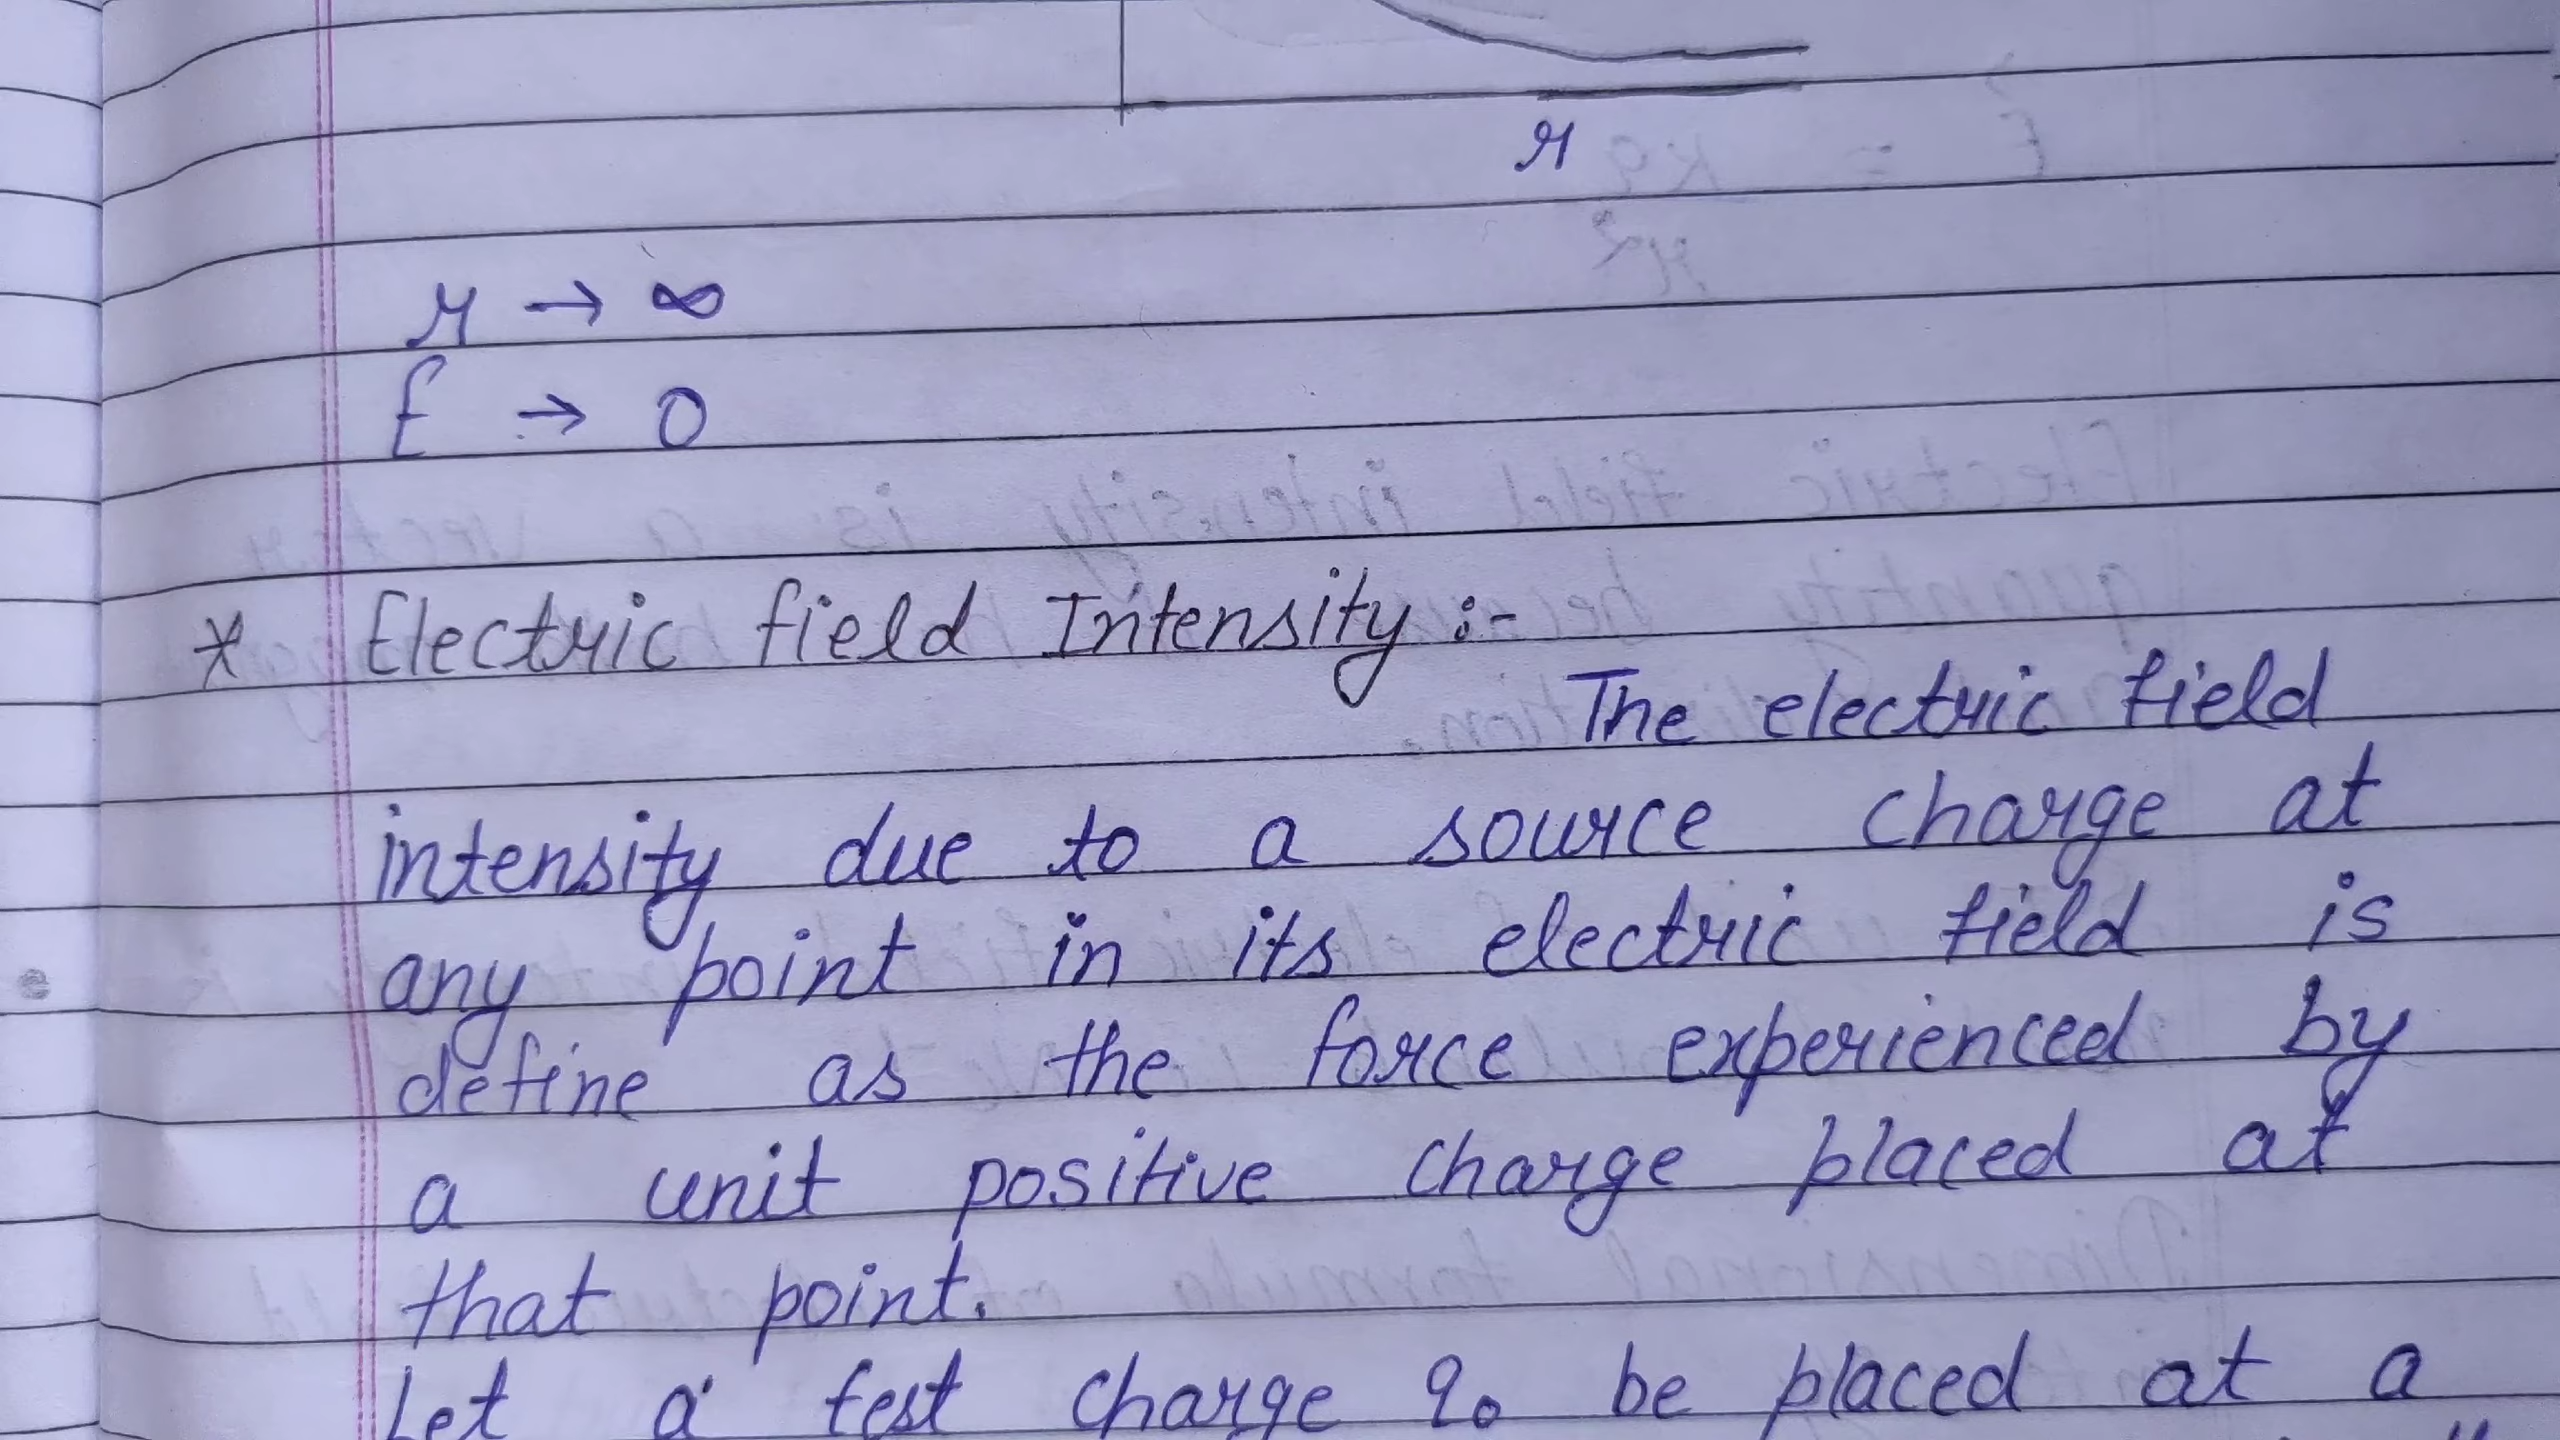 r
r → ∞
E → 0
* Electric field Intensity :-
The electric field
intensity due to a source charge at
any point in its electric field is
define as the force experienced by
a unit positive charge placed at
that point.
Let a test charge q₀ be placed at a